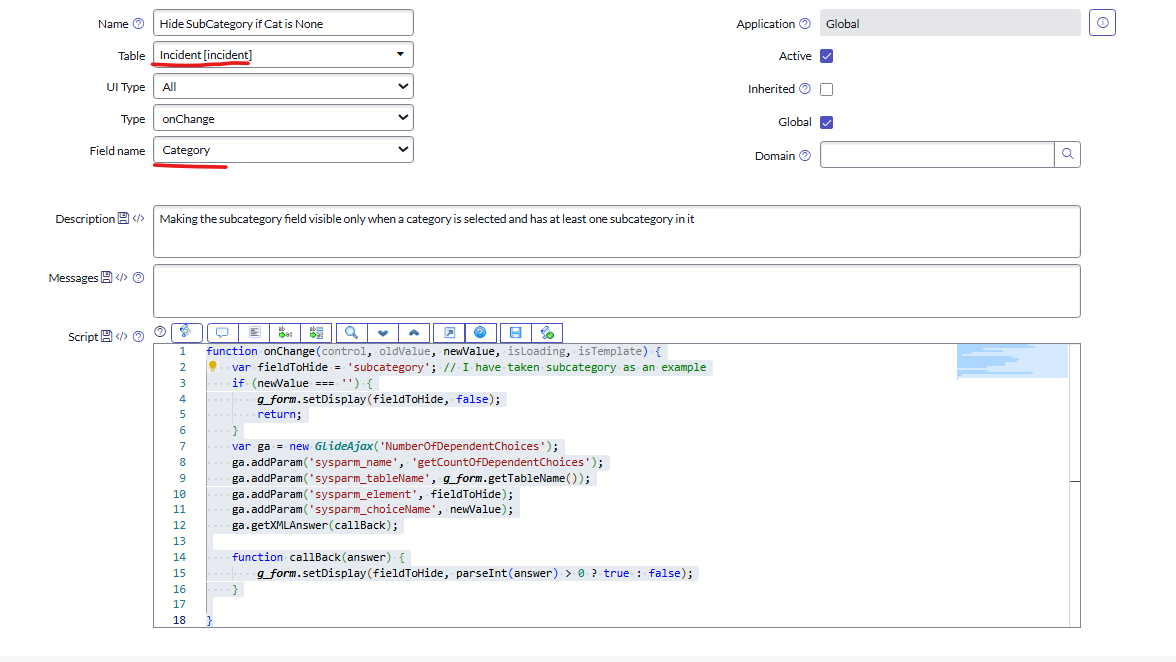 Name Hide SubCategory if Cat is None
Application Global
Table Incident [incident]
Active
UI Type All
Inherited
Type onChange
Global
Field name Category
Domain
Description Making the subcategory field visible only when a category is selected and has at least one subcategory in it
Messages
Script
1 function onChange(control, oldValue, newValue, isLoading, isTemplate) {
2 var fieldToHide = 'subcategory'; // I have taken subcategory as an example
3 if (newValue === '') {
4 g_form.setDisplay(fieldToHide, false);
5 return;
6 }
7 var ga = new GlideAjax('NumberOfDependentChoices');
8 ga.addParam('sysparm_name', 'getCountOfDependentChoices');
9 ga.addParam('sysparm_tableName', g_form.getTableName());
10 ga.addParam('sysparm_element', fieldToHide);
11 ga.addParam('sysparm_choiceName', newValue);
12 ga.getXMLAnswer(callBack);
13
14 function callBack(answer) {
15 g_form.setDisplay(fieldToHide, parseInt(answer) > 0 ? true : false);
16 }
17
18 }